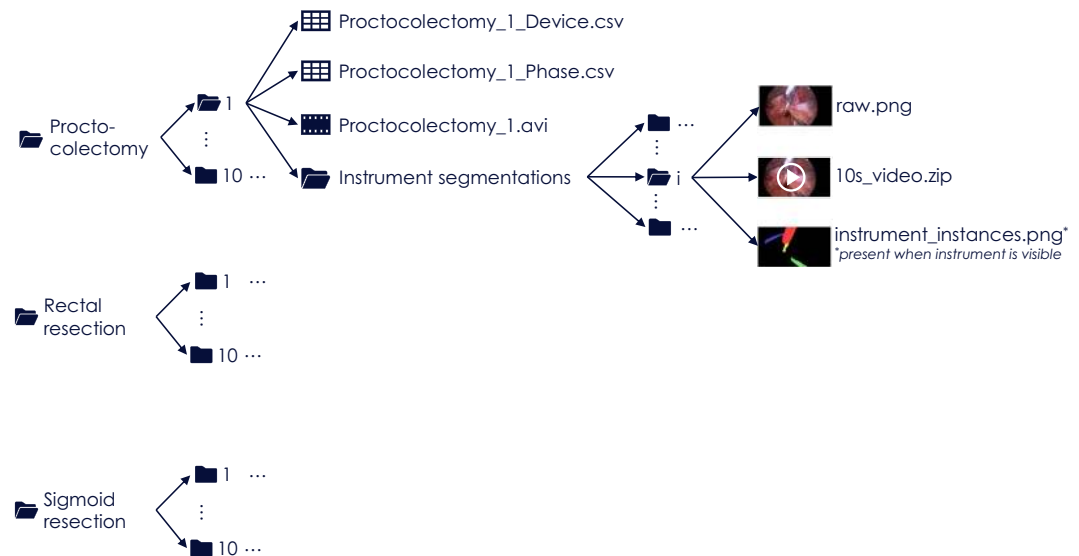 Proctocolectomy_1_Device.csv
Proctocolectomy_1_Phase.csv
Procto-
colectomy
1
⋮
10 ...
Proctocolectomy_1.avi
Instrument segmentations
...
⋮
i
⋮
...
raw.png
10s_video.zip
instrument_instances.png*
*present when instrument is visible
Rectal
resection
1 ...
⋮
10 ...
Sigmoid
resection
1 ...
⋮
10 ...